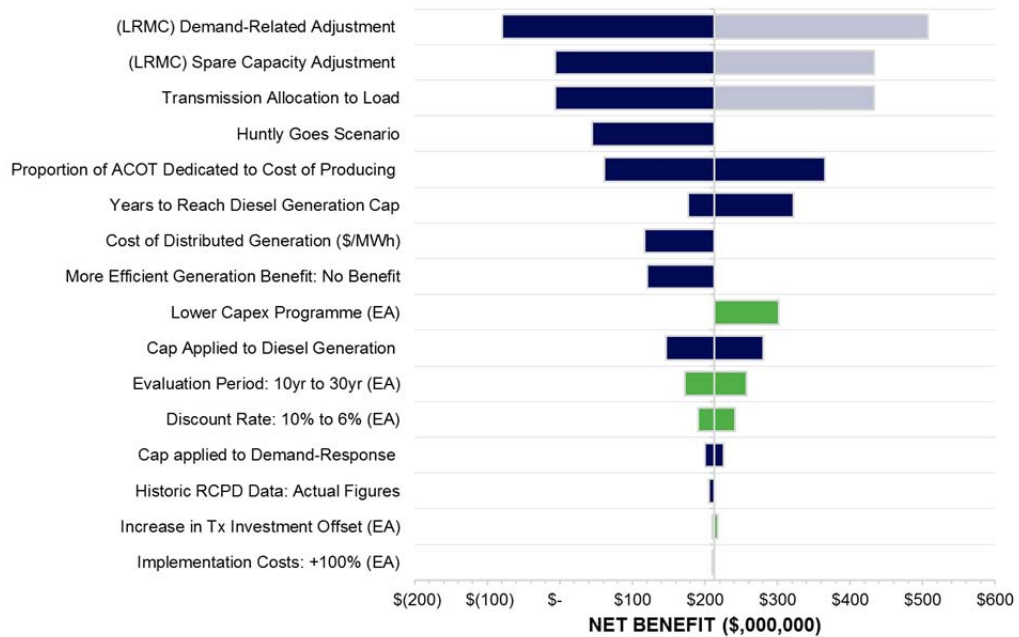 (LRMC) Demand-Related Adjustment
(LRMC) Spare Capacity Adjustment
Transmission Allocation to Load
Huntly Goes Scenario
Proportion of ACOT Dedicated to Cost of Producing
Years to Reach Diesel Generation Cap
Cost of Distributed Generation ($/MWh)
More Efficient Generation Benefit: No Benefit
Lower Capex Programme (EA)
Cap Applied to Diesel Generation
Evaluation Period: 10yr to 30yr (EA)
Discount Rate: 10% to 6% (EA)
Cap applied to Demand-Response
Historic RCPD Data: Actual Figures
Increase in Tx Investment Offset (EA)
Implementation Costs: +100% (EA)
$(200) $(100) $- $100 $200 $300 $400 $500 $600
NET BENEFIT ($,000,000)